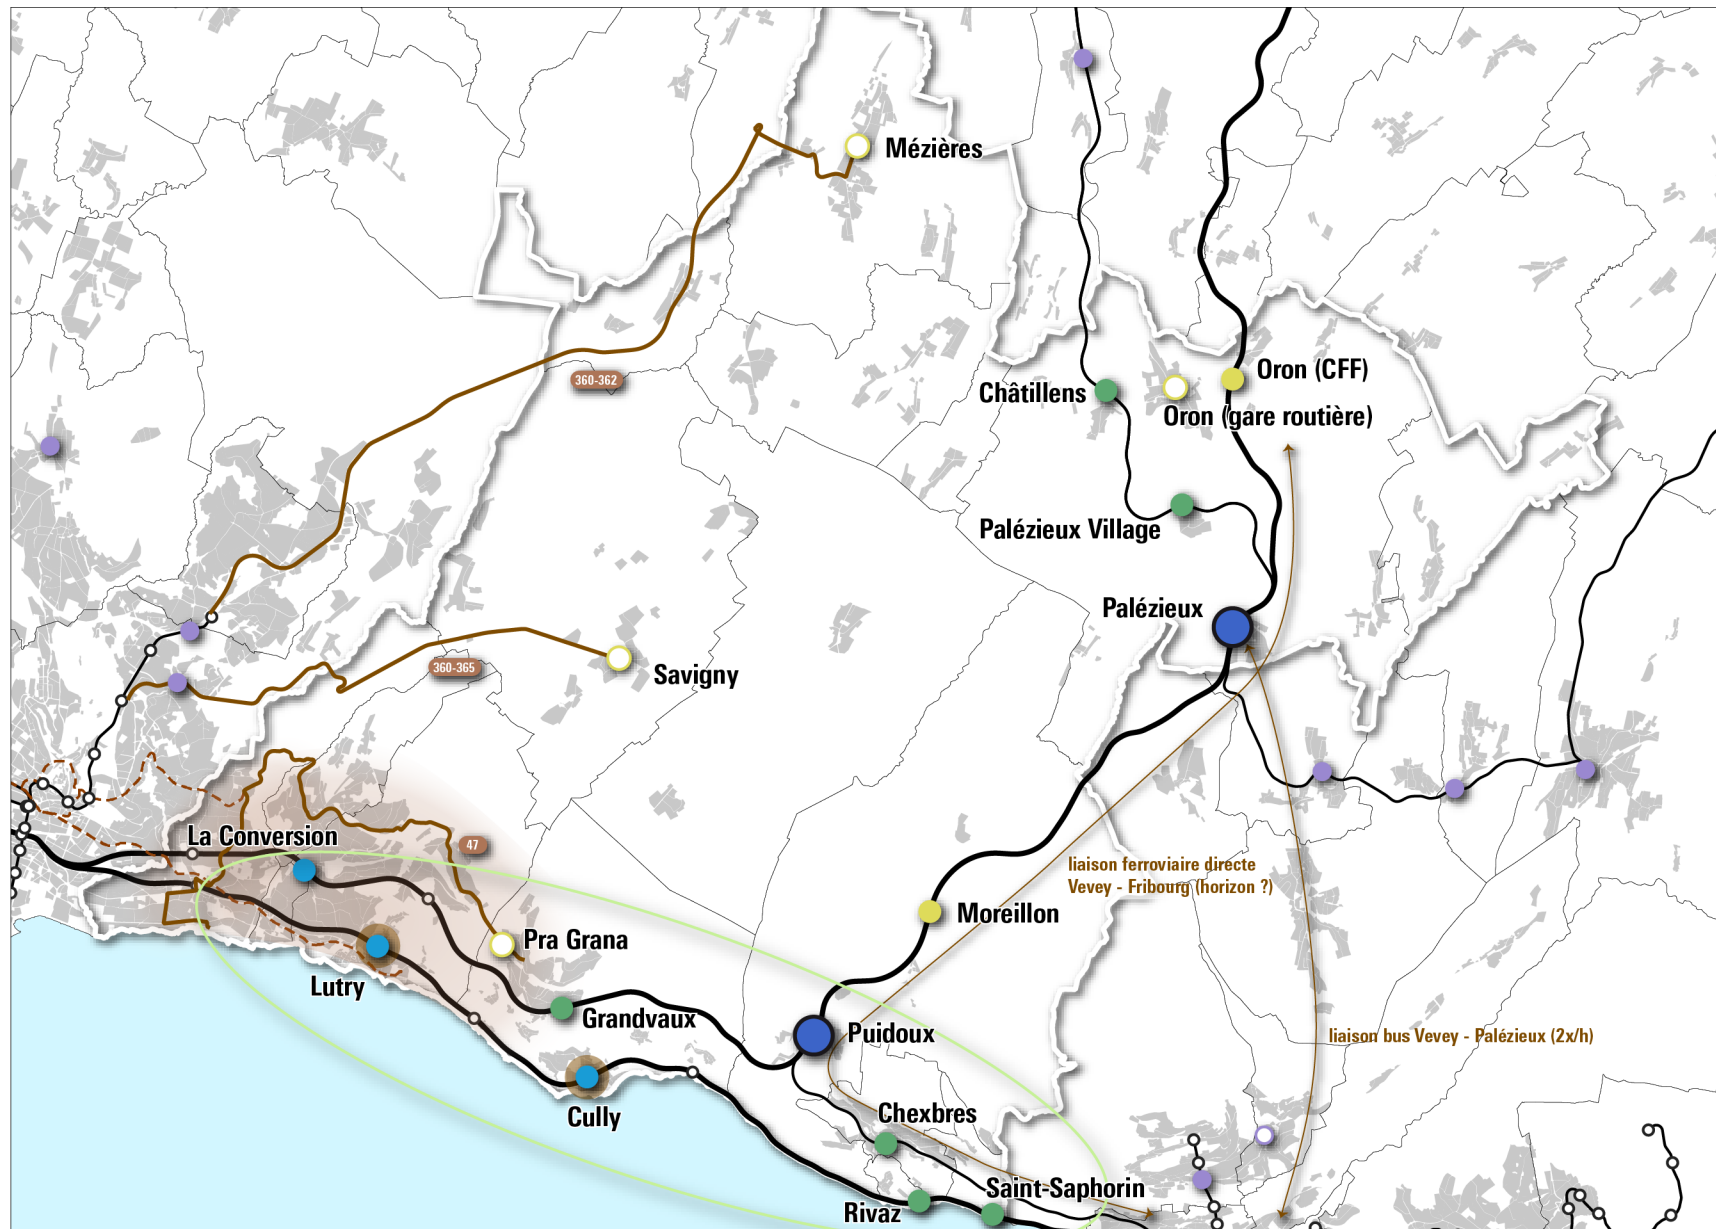 Mézières
360-362
Oron (CFF)
Châtillens
Oron (gare routière)
Palézieux Village
Palézieux
360-365
Savigny
La Conversion
47
liaison ferroviaire directe
Vevey - Fribourg (horizon ?)
Moreillon
Pra Grana
Lutry
Grandvaux
Puidoux
liaison bus Vevey - Palézieux (2x/h)
Cully
Chexbres
Saint-Saphorin
Rivaz